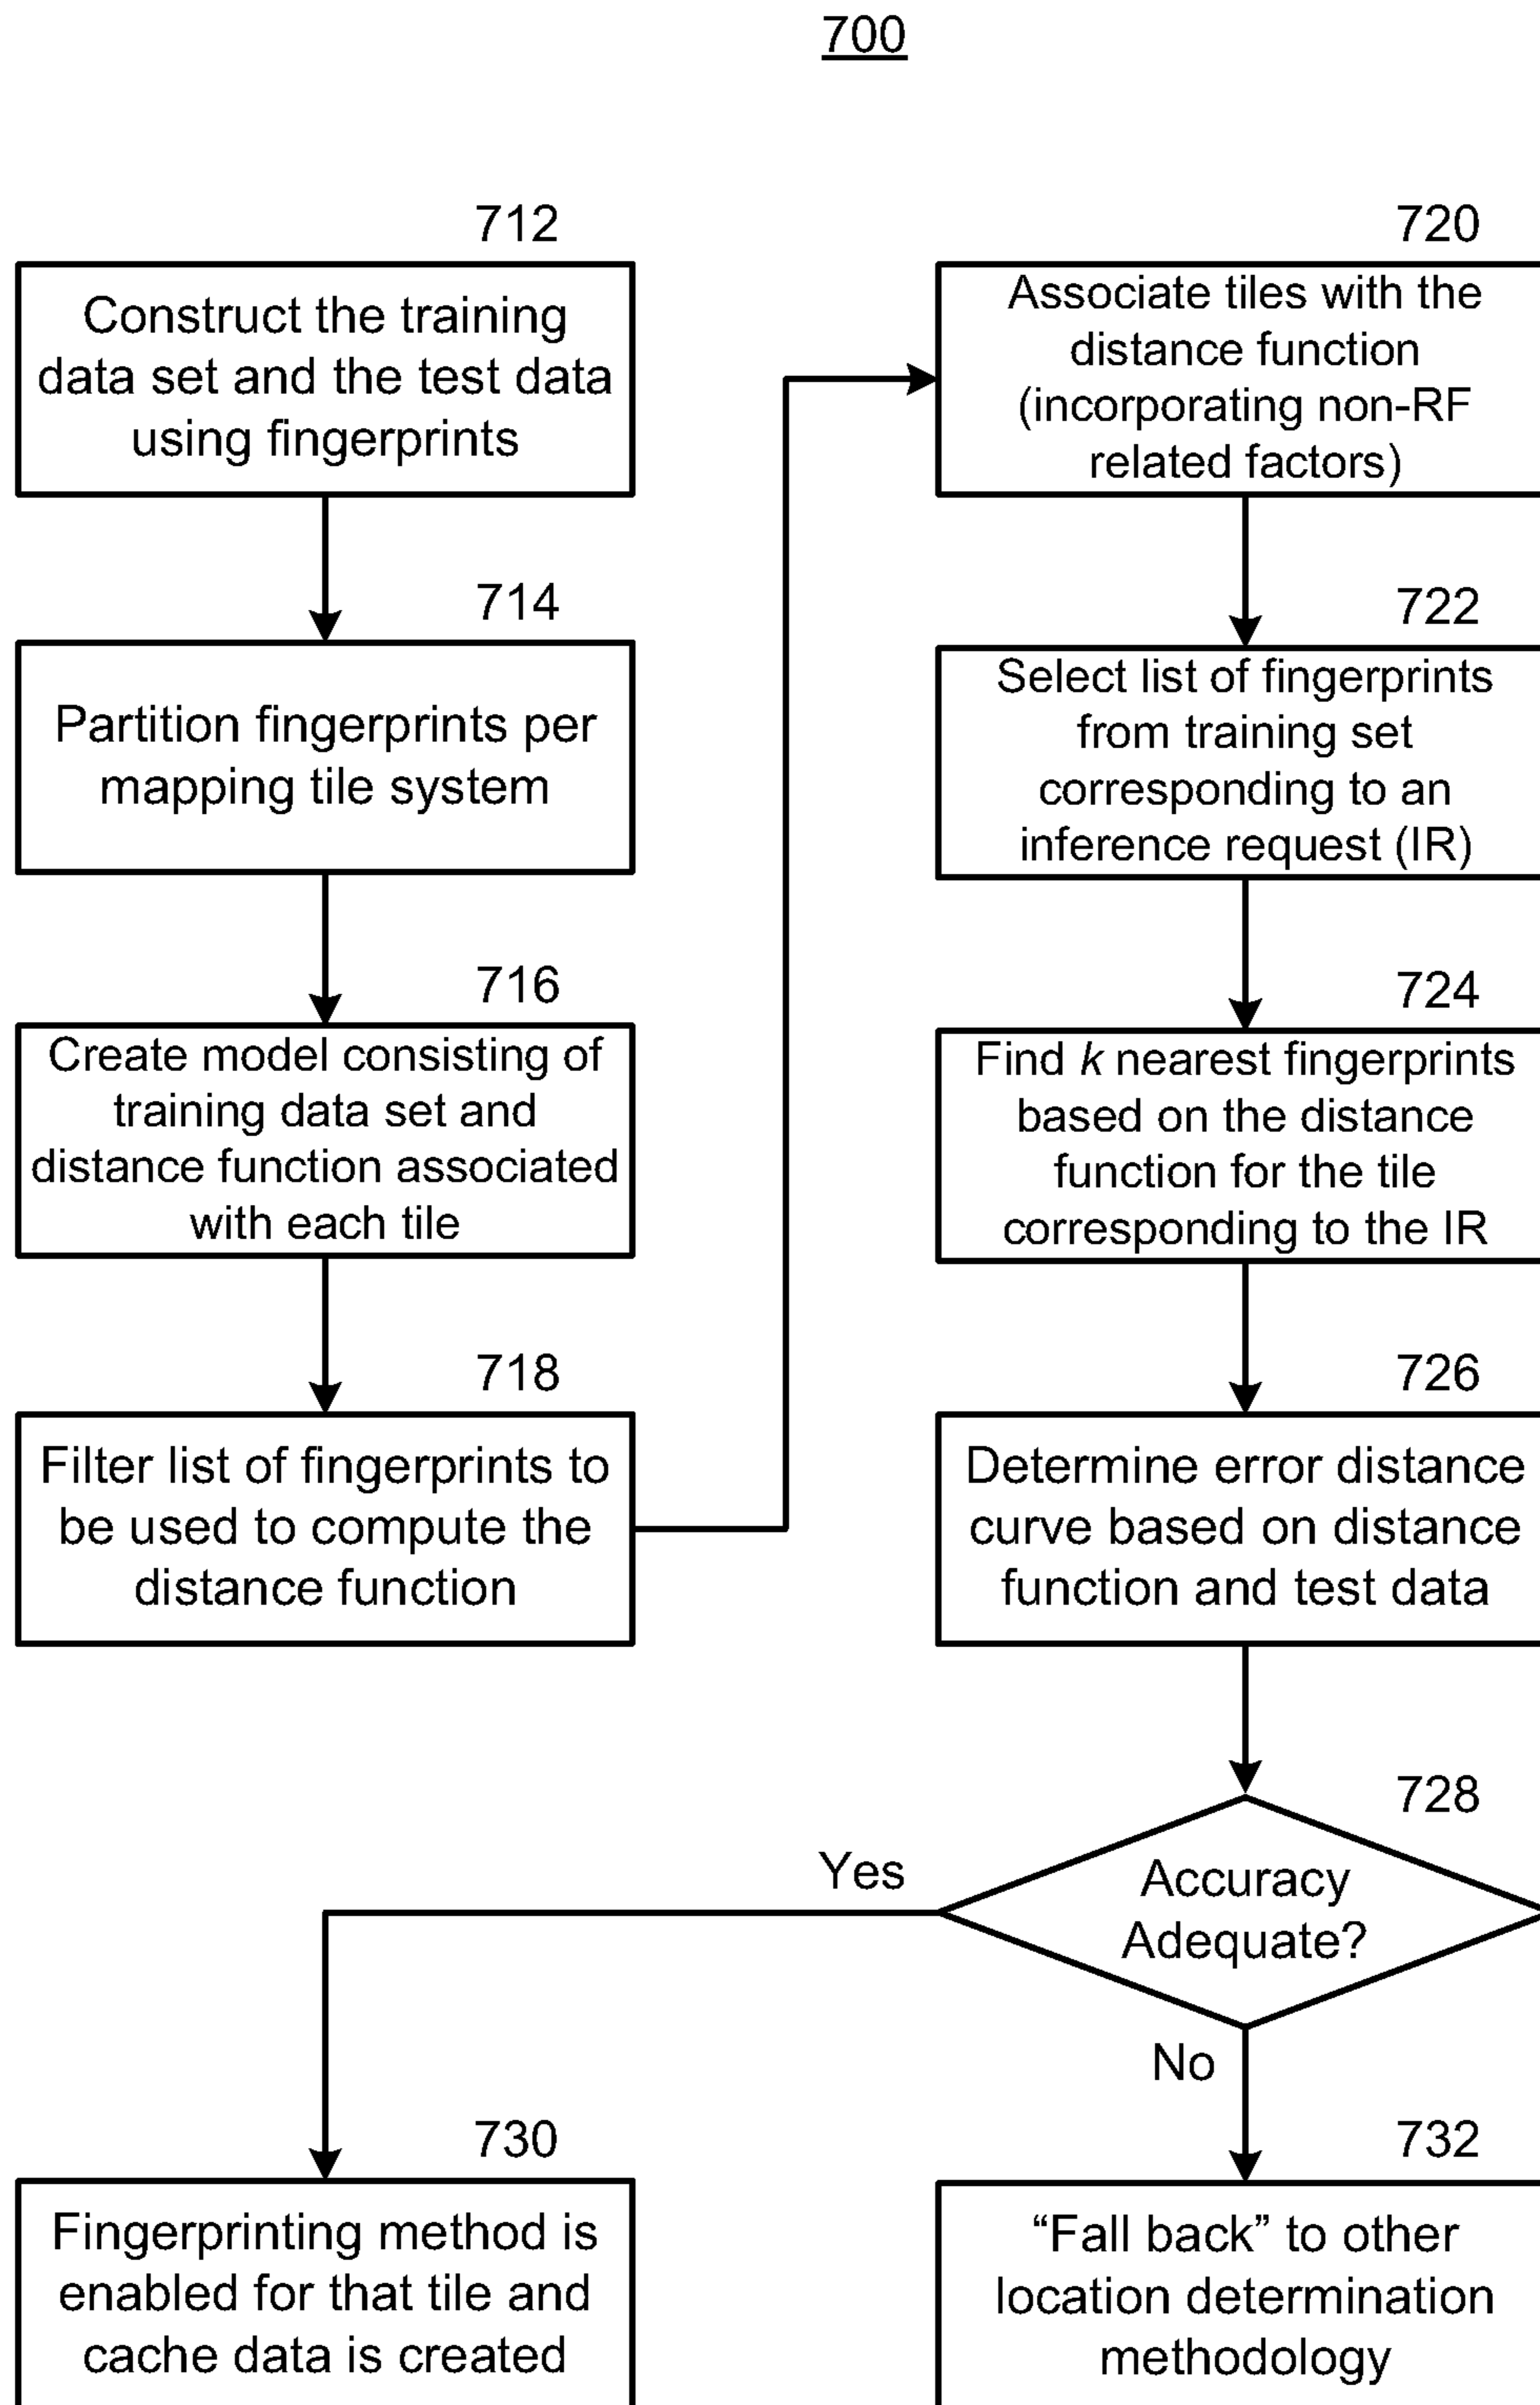 700
712
Construct the training
data set and the test data
using fingerprints
714
Partition fingerprints per
mapping tile system
716
Create model consisting of
training data set and
distance function associated
with each tile
718
Filter list of fingerprints to
be used to compute the
distance function
720
Associate tiles with the
distance function
(incorporating non-RF
related factors)
722
Select list of fingerprints
from training set
corresponding to an
inference request (IR)
724
Find k nearest fingerprints
based on the distance
function for the tile
corresponding to the IR
726
Determine error distance
curve based on distance
function and test data
728
Accuracy
Adequate?
Yes
No
730
Fingerprinting method is
enabled for that tile and
cache data is created
732
“Fall back” to other
location determination
methodology